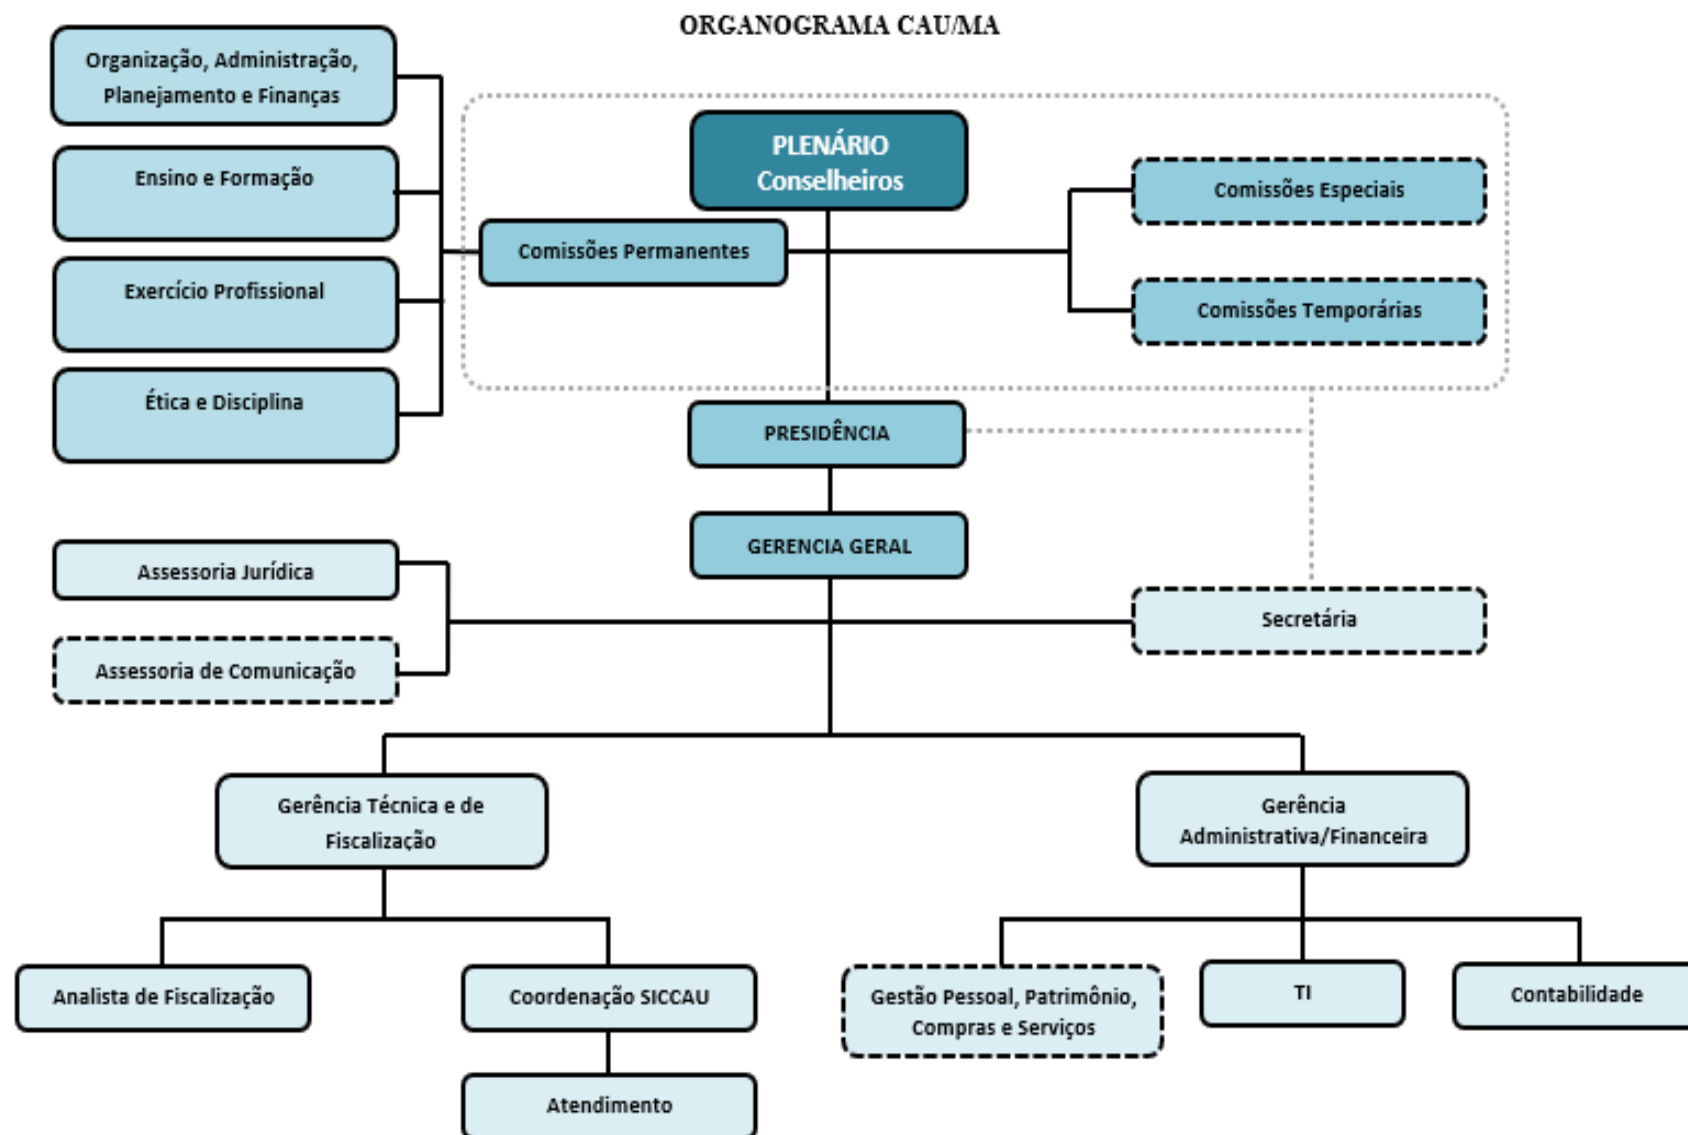 ORGANOGRAMA CAU/MA
Organização, Administração,
Planejamento e Finanças
Ensino e Formação
Exercício Profissional
Ética e Disciplina
PLENÁRIO
Conselheiros
Comissões Permanentes
Comissões Especiais
Comissões Temporárias
PRESIDÊNCIA
GERENCIA GERAL
Assessoria Jurídica
Assessoria de Comunicação
Secretária
Gerência Técnica e de
Fiscalização
Gerência
Administrativa/Financeira
Analista de Fiscalização
Coordenação SICCAU
Atendimento
Gestão Pessoal, Patrimônio,
Compras e Serviços
TI
Contabilidade